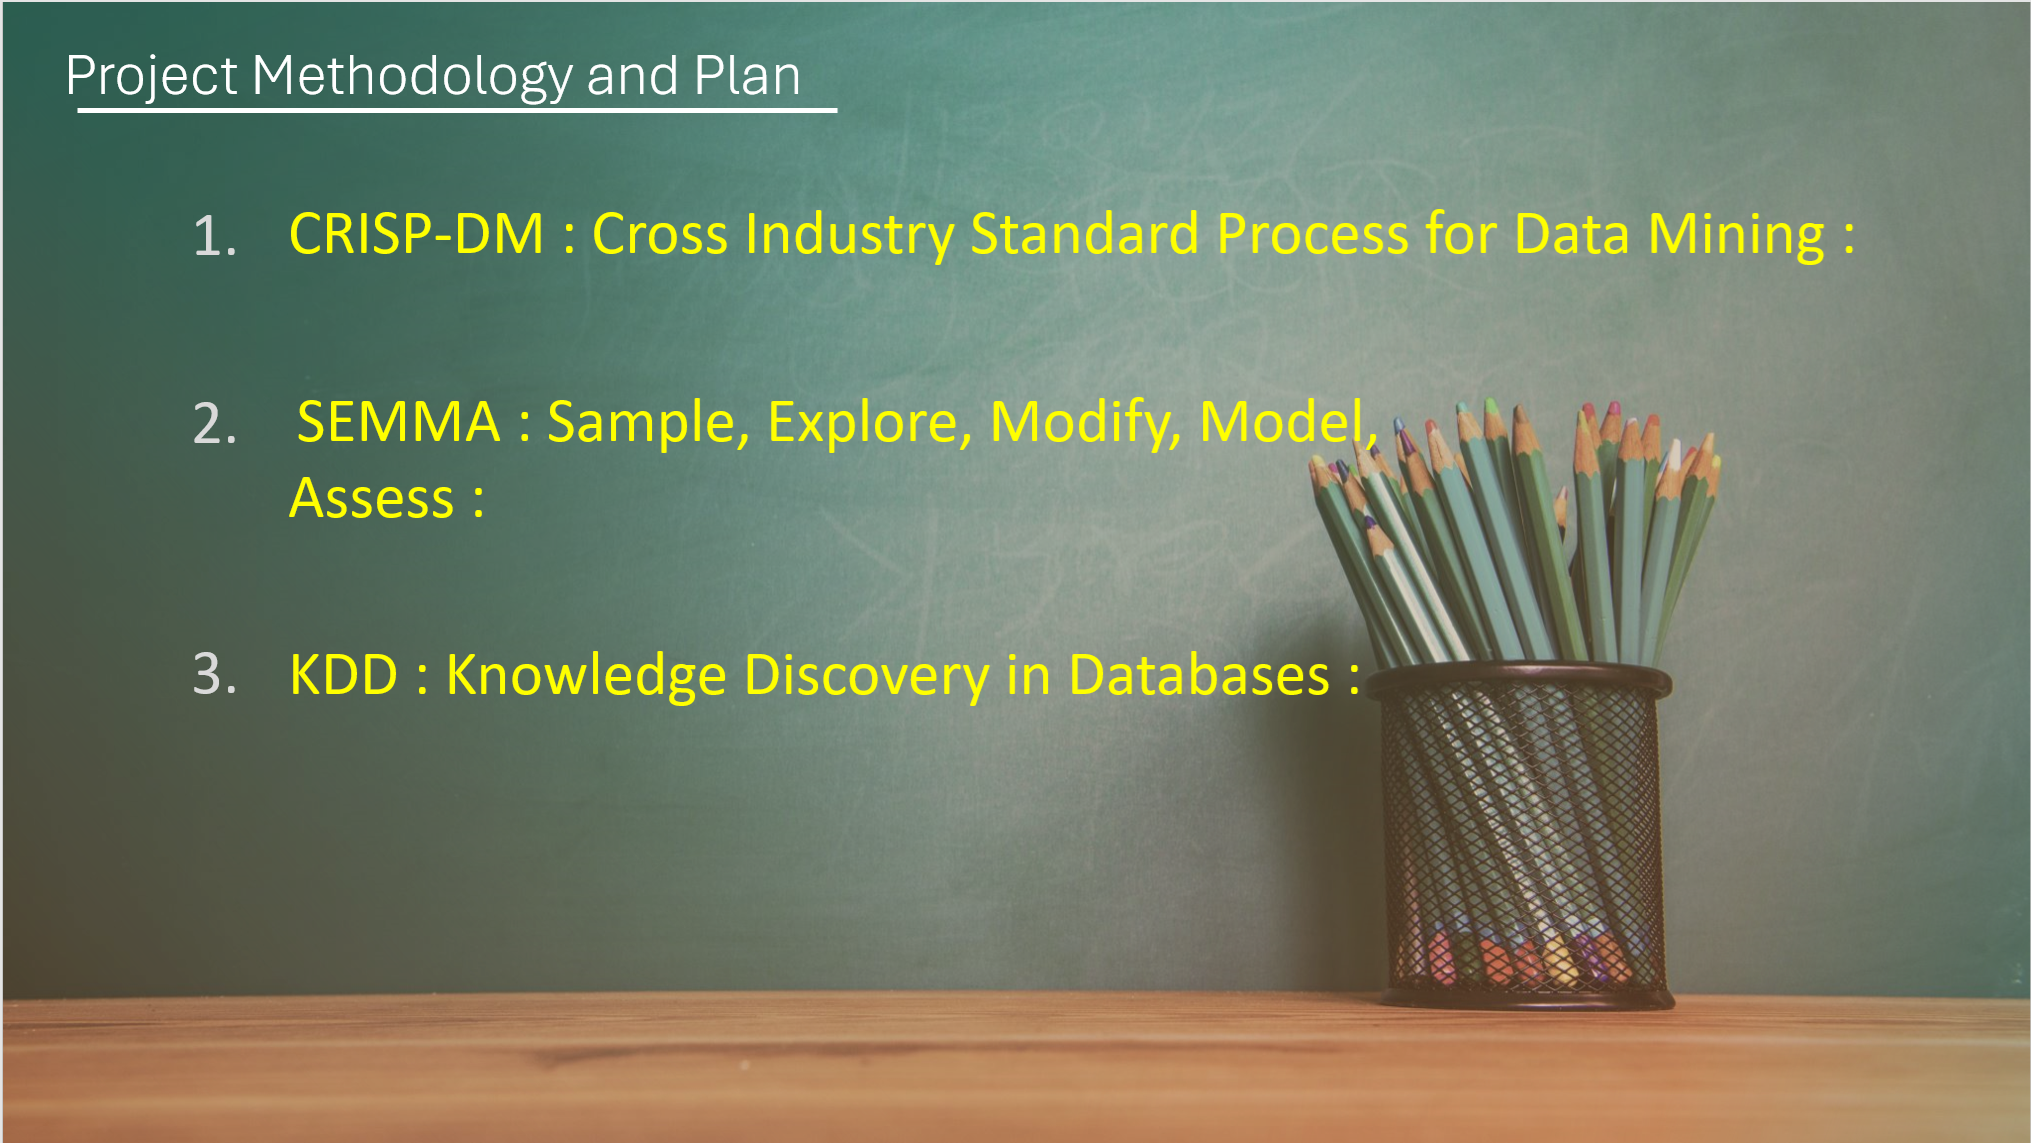 Project Methodology and Plan
1. CRISP-DM : Cross Industry Standard Process for Data Mining :
2. SEMMA : Sample, Explore, Modify, Model,
Assess :
3. KDD : Knowledge Discovery in Databases :